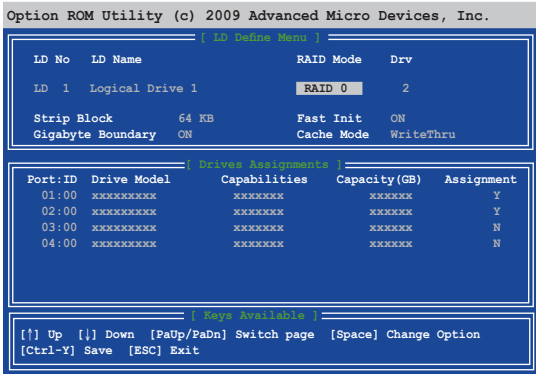 Option ROM Utility (c) 2009 Advanced Micro Devices, Inc.
[ LD Define Menu ]
LD No LD Name RAID Mode Drv
LD 1 Logical Drive 1 RAID 0 2
Strip Block 64 KB Fast Init ON
Gigabyte Boundary ON Cache Mode WriteThru
[ Drives Assignments ]
Port:ID Drive Model Capabilities Capacity(GB) Assignment
01:00 xxxxxxxxx xxxxxxx xxxxxx Y
02:00 xxxxxxxxx xxxxxxx xxxxxx Y
03:00 xxxxxxxxx xxxxxxx xxxxxx N
04:00 xxxxxxxxx xxxxxxx xxxxxx N
[ Keys Available ]
[↑] Up [↓] Down [PaUp/PaDn] Switch page [Space] Change Option
[Ctrl-Y] Save [ESC] Exit